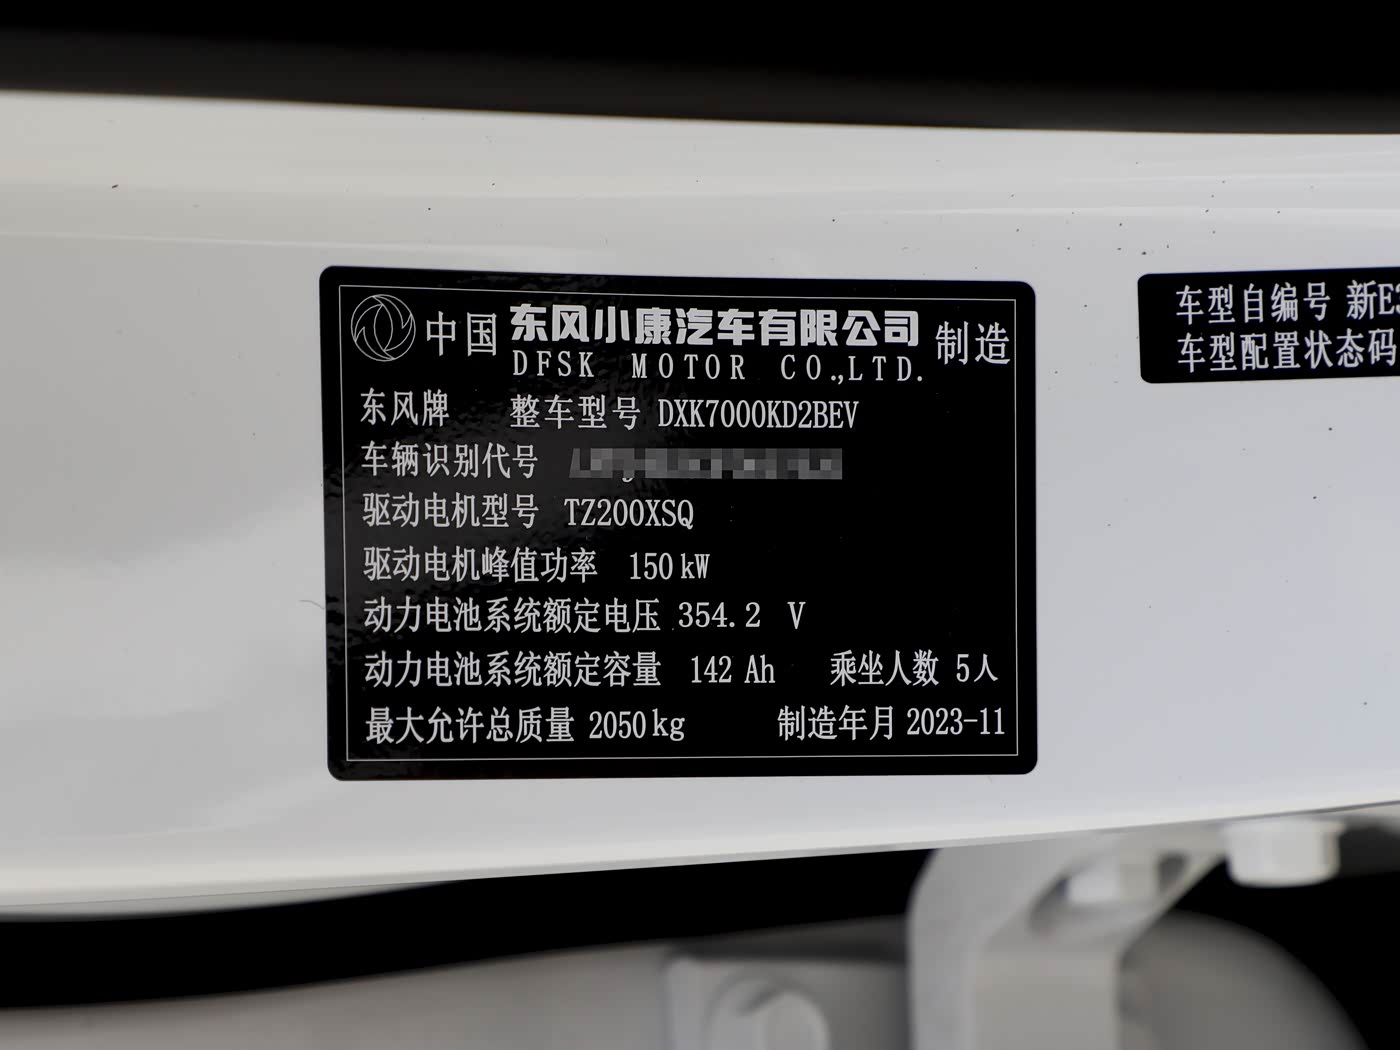 中国 东风小康汽车有限公司 制造
DFSK MOTOR CO.,LTD.
东风牌 整车型号 DXK7000KD2BEV
车辆识别代号
驱动电机型号 TZ200XSQ
驱动电机峰值功率 150kW
动力电池系统额定电压 354.2 V
动力电池系统额定容量 142 Ah 乘坐人数 5人
最大允许总质量 2050kg 制造年月 2023-11
车型自编号 新E
车型配置状态码